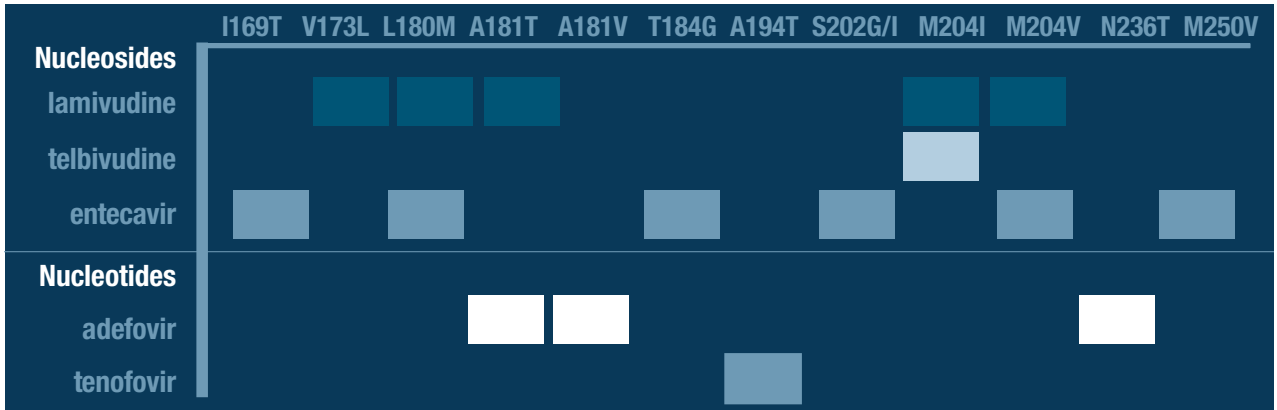 I169T V173L L180M A181T A181V T184G A194T S202G/I M204I M204V N236T M250V
Nucleosides
lamivudine
telbivudine
entecavir
Nucleotides
adefovir
tenofovir